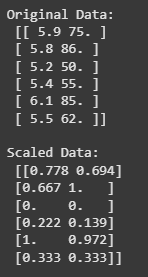 Original Data:
[[ 5.9 75. ]
[ 5.8 86. ]
[ 5.2 50. ]
[ 5.4 55. ]
[ 6.1 85. ]
[ 5.5 62. ]]
Scaled Data:
[[0.778 0.694]
[0.667 1.   ]
[0.    0.   ]
[0.222 0.139]
[1.    0.972]
[0.333 0.333]]